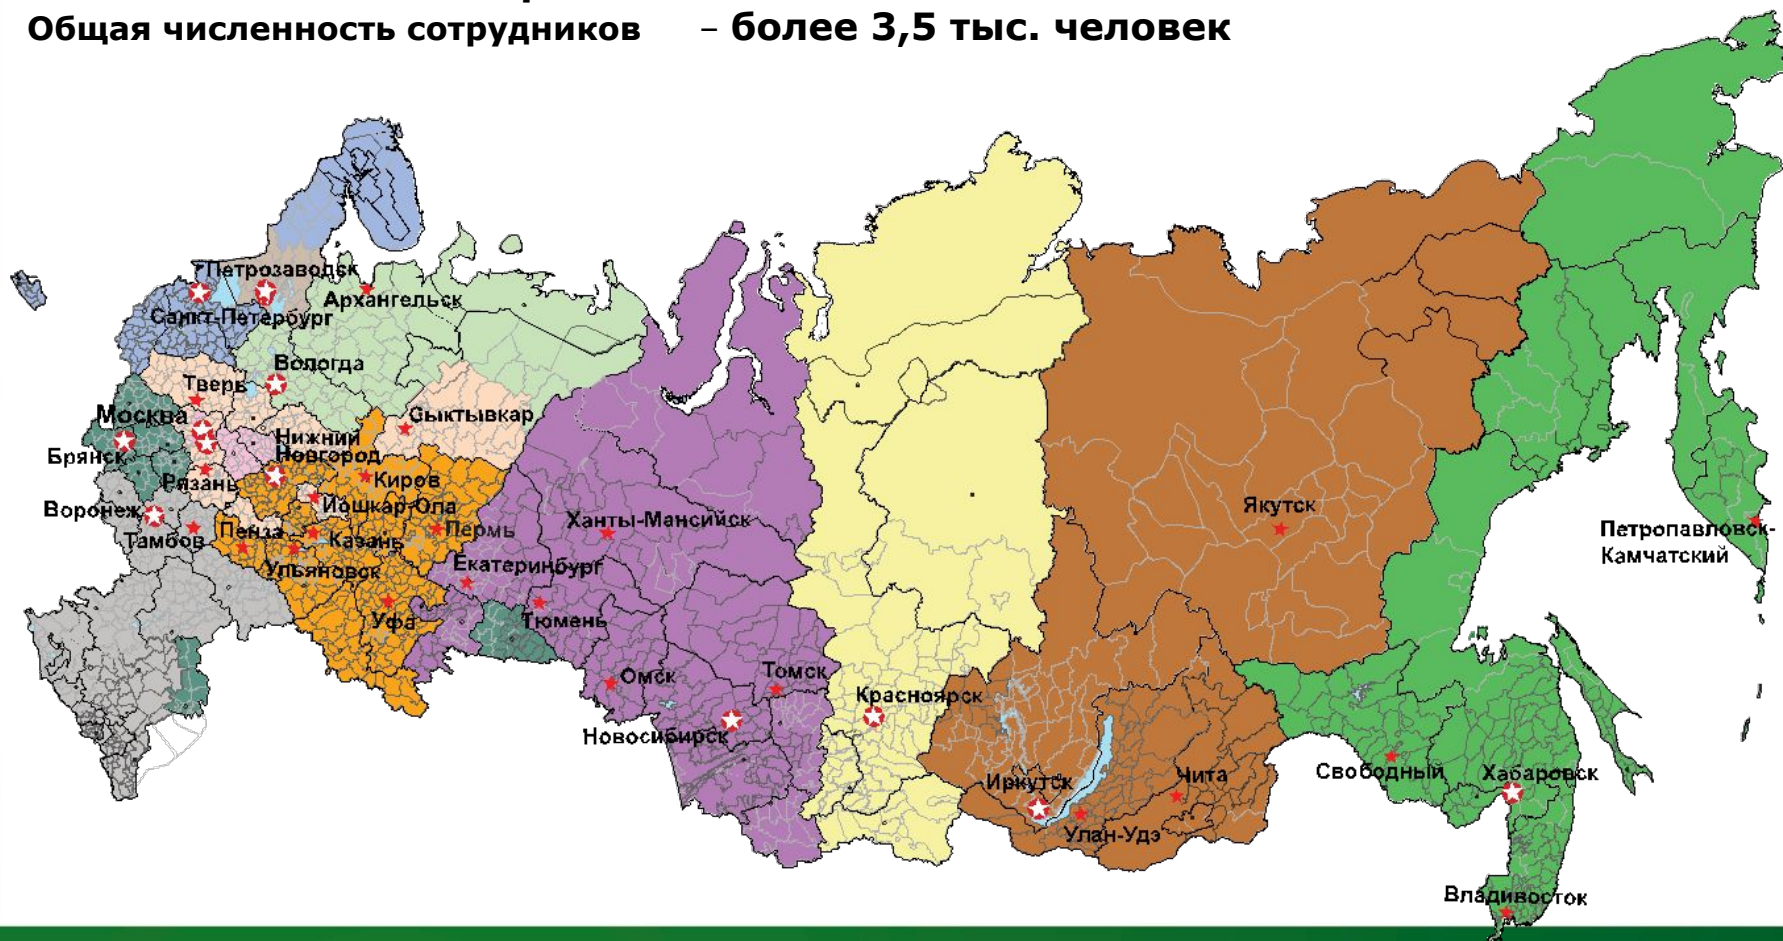 Общая численность сотрудников – более 3,5 тыс. человек
Петрозаводск
Архангельск
Санкт-Петербург
Вологда
Тверь
Москва
Сыктывкар
Нижний
Новгород
Брянск
Рязань
Киров
Йошкар-Ола
Воронеж
Тамбов
Пенза
Казань
Пермь
Ульяновск
Уфа
Ханты-Мансийск
Екатеринбург
Тюмень
Омск
Томск
Новосибирск
Красноярск
Якутск
Петропавловск-
Камчатский
Иркутск
Чита
Улан-Удэ
Свободный
Хабаровск
Владивосток